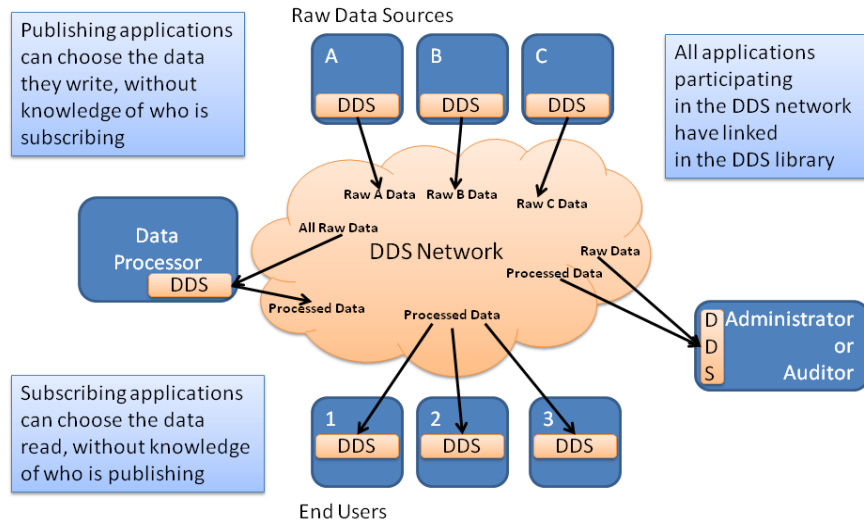 Raw Data Sources
Publishing applications
can choose the data
they write, without
knowledge of who is
subscribing
A
DDS
B
DDS
C
DDS
All applications
participating
in the DDS network
have linked
in the DDS library
Raw A Data
Raw B Data
Raw C Data
All Raw Data
DDS Network
Raw Data
Processed Data
Data
Processor
DDS
Processed Data
Processed Data
D
D
S
Administrator
or
Auditor
Subscribing applications
can choose the data
read, without knowledge
of who is publishing
1
DDS
2
DDS
3
DDS
End Users